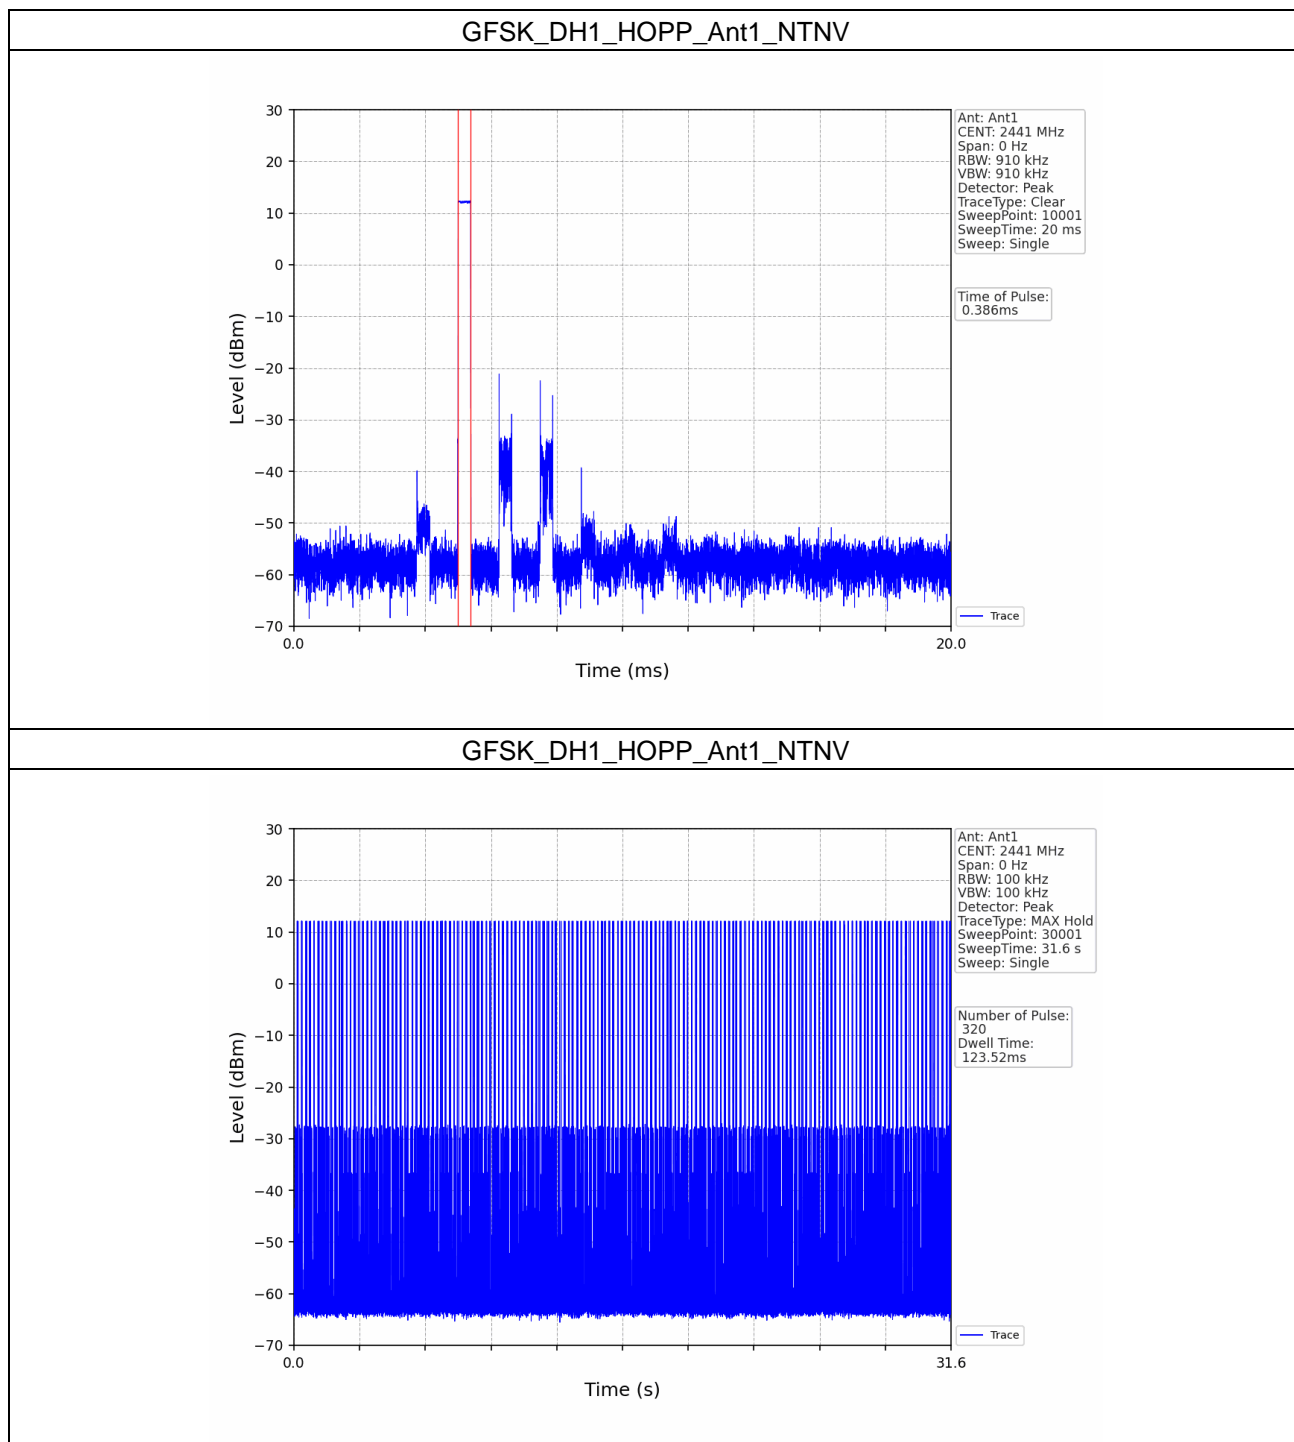 GFSK_DH1_HOPP_Ant1_NTNV
30
20
10
0
−10
−20
−30
−40
−50
−60
−70
Level (dBm)
0.0
20.0
Time (ms)
Ant: Ant1
CENT: 2441 MHz
Span: 0 Hz
RBW: 910 kHz
VBW: 910 kHz
Detector: Peak
TraceType: Clear
SweepPoint: 10001
SweepTime: 20 ms
Sweep: Single
Time of Pulse:
0.386ms
Trace
GFSK_DH1_HOPP_Ant1_NTNV
30
20
10
0
−10
−20
−30
−40
−50
−60
−70
Level (dBm)
0.0
31.6
Time (s)
Ant: Ant1
CENT: 2441 MHz
Span: 0 Hz
RBW: 100 kHz
VBW: 100 kHz
Detector: Peak
TraceType: MAX Hold
SweepPoint: 30001
SweepTime: 31.6 s
Sweep: Single
Number of Pulse:
320
Dwell Time:
123.52ms
Trace